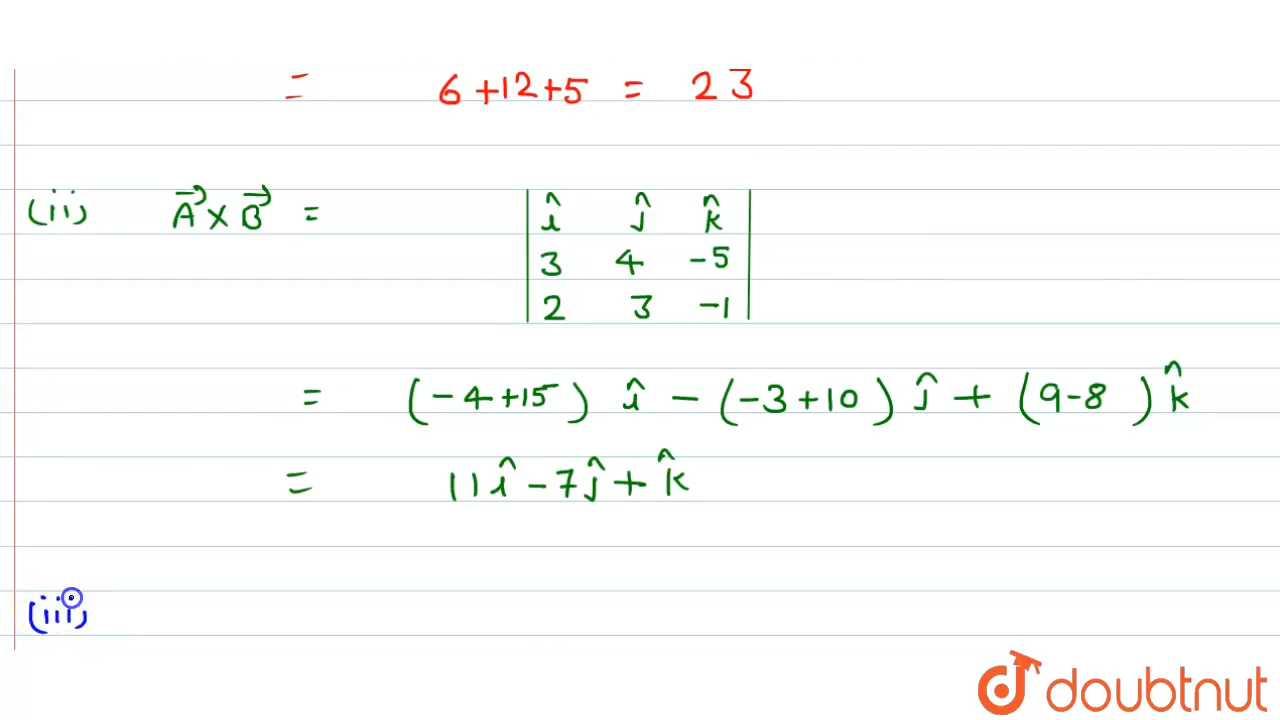 = 6+12+5 = 23
(ii) A⃗ × B⃗ = | î ĵ k̂ |
| 3 4 -5 |
| 2 3 -1 |
= (-4+15) î - (-3+10) ĵ + (9-8) k̂
= 11î - 7ĵ + k̂
(iii)
doubtnut